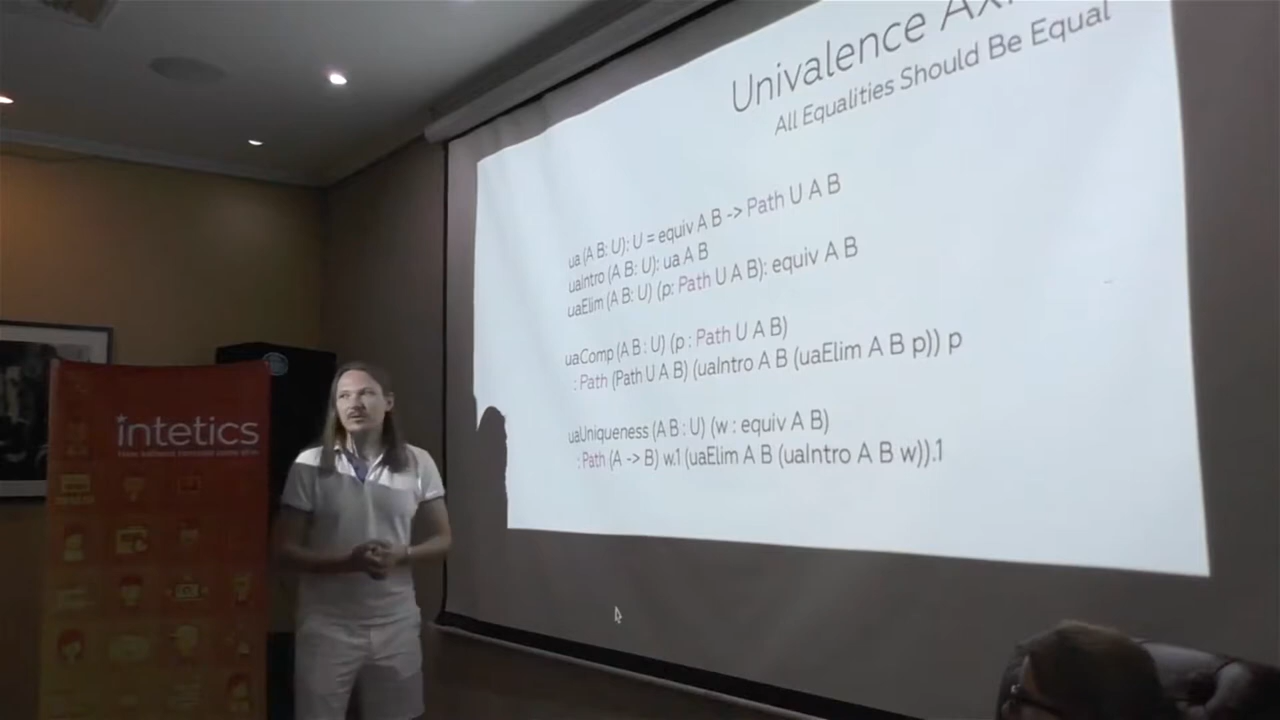 Univalence
All Equalities Should Be Equal
ua (A B: U): U = equiv A B -> Path U A B
uaIntro (A B: U): ua A B
uaElim (A B: U) (p: Path U A B): equiv A B
uaComp (A B : U) (p : Path U A B)
: Path (Path U A B) (uaIntro A B (uaElim A B p)) p
uaUniqueness (A B : U) (w : equiv A B)
: Path (A -> B) w.1 (uaElim A B (uaIntro A B w)).1
intetics